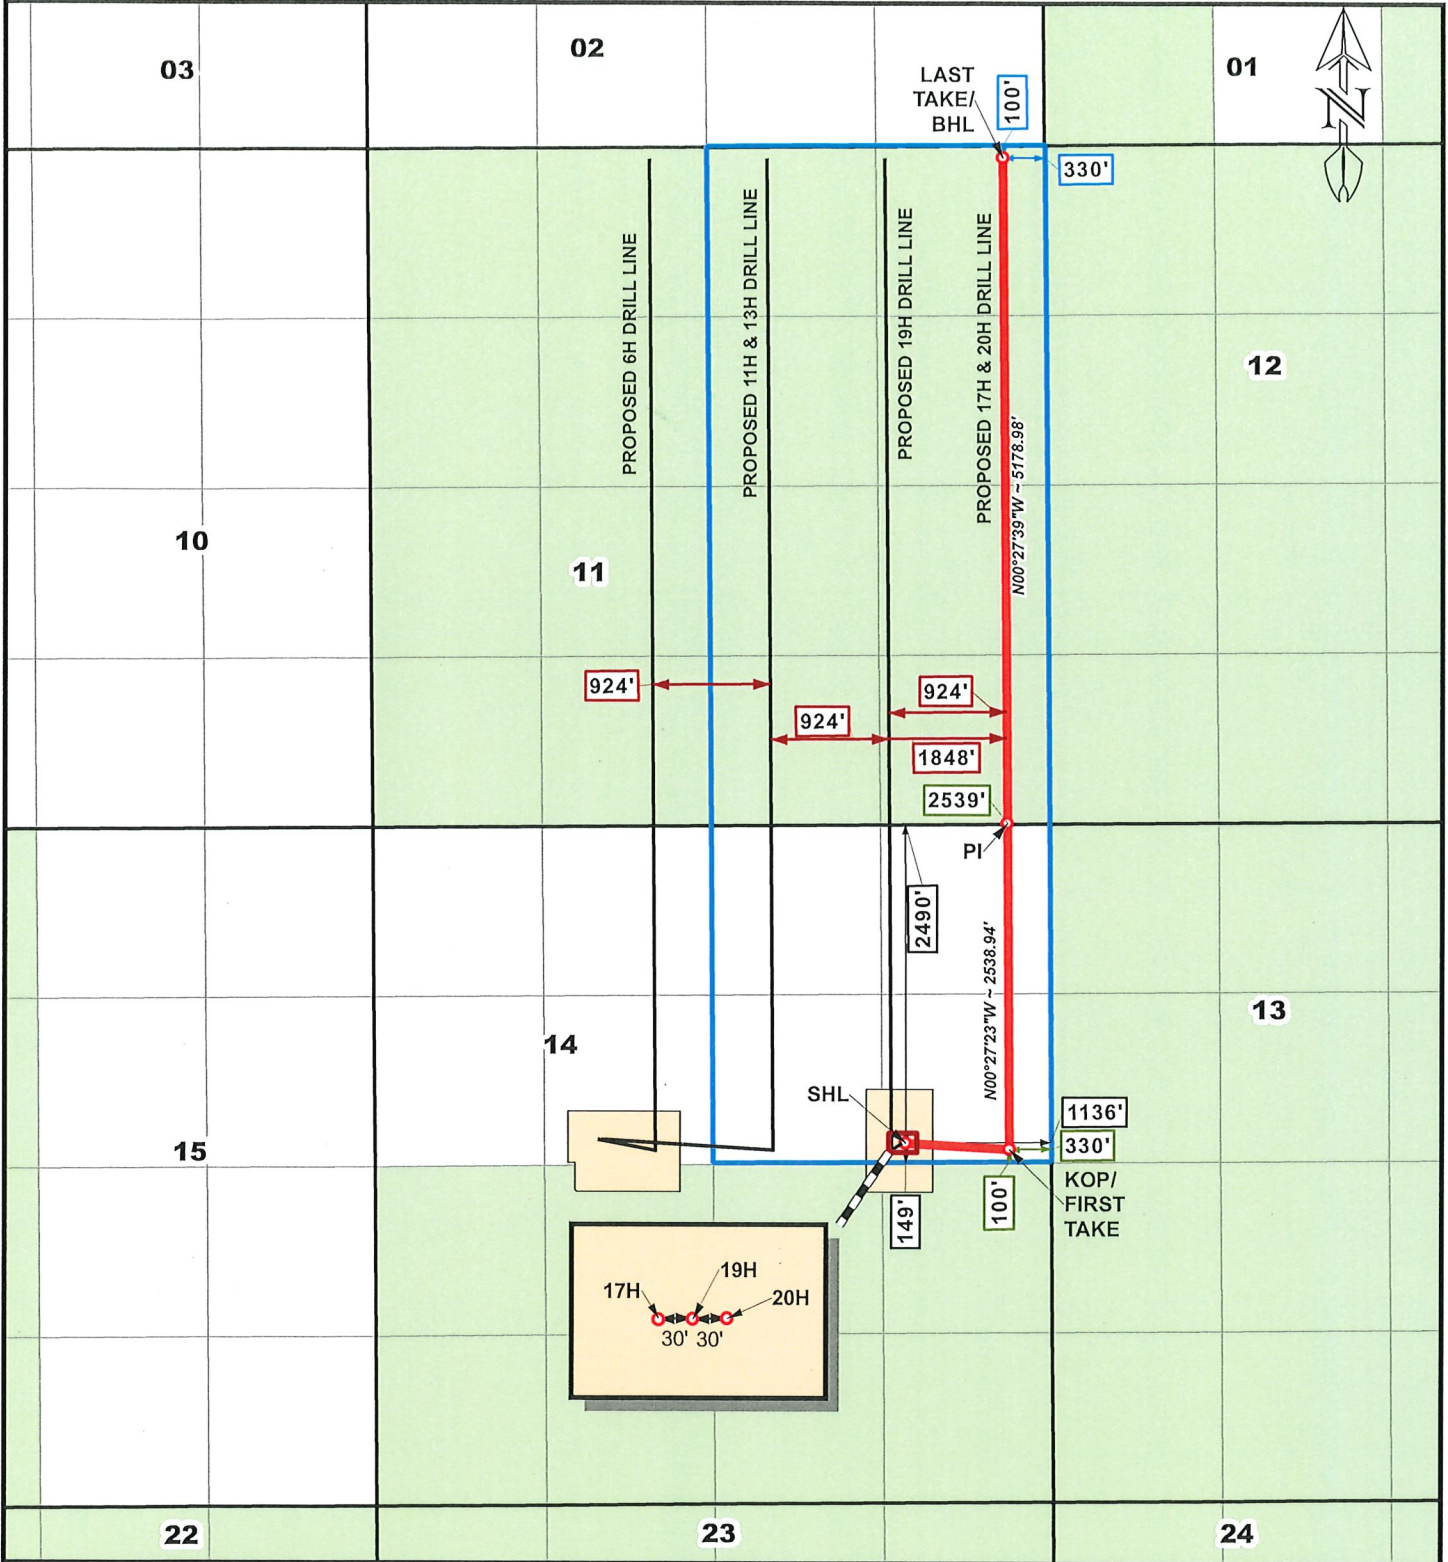 03
02
01
LAST
TAKE/
BHL
100'
N
330'
PROPOSED 6H DRILL LINE
PROPOSED 11H & 13H DRILL LINE
PROPOSED 19H DRILL LINE
PROPOSED 17H & 20H DRILL LINE
N00°27'39"W ~ 5178.98'
12
10
11
924'
924'
924'
1848'
2539'
PI
2490'
N00°27'23"W ~ 2538.94'
13
14
15
SHL
1136'
330'
KOP/
FIRST
TAKE
100'
149'
17H
19H
20H
30'
30'
22
23
24